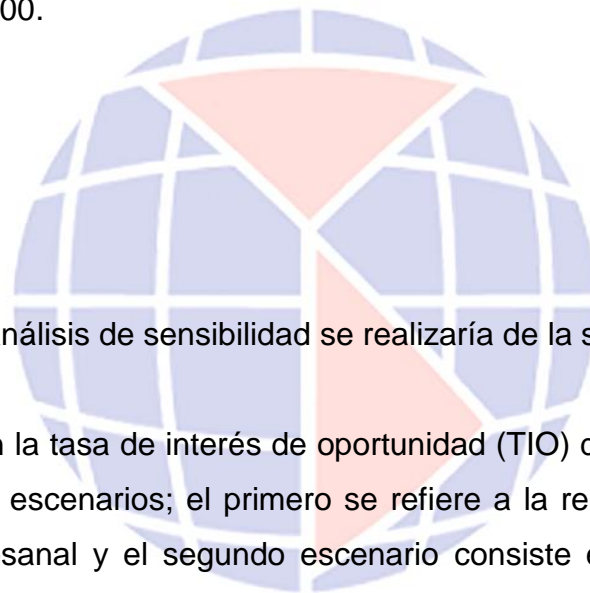 00.
nálisis de sensibilidad se realizaría de la s
la tasa de interés de oportunidad (TIO)
escenarios; el primero se refiere a la re
sanal y el segundo escenario consiste